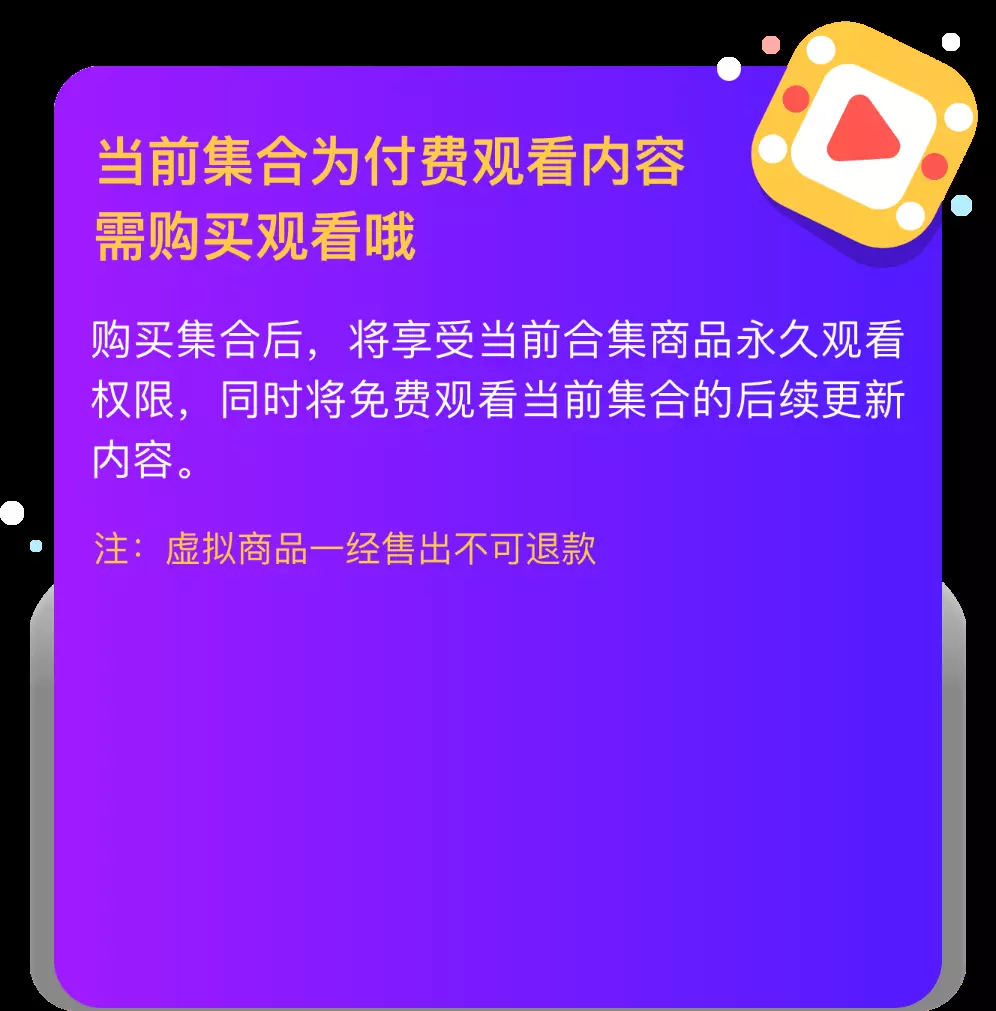 当前集合为付费观看内容
需购买观看哦
购买集合后，将享受当前合集商品永久观看
权限，同时将免费观看当前集合的后续更新
内容。
注：虚拟商品一经售出不可退款